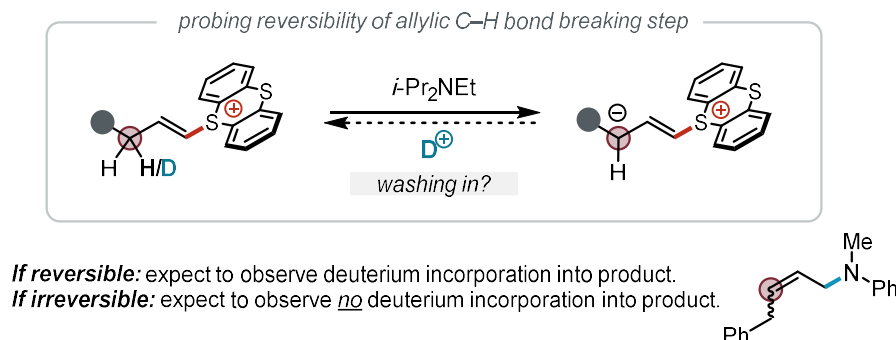 probing reversibility of allylic C–H bond breaking step
S
S
⊕
H
H/D
i-Pr₂NEt
D⊕
washing in?
⊖
H
S
S
⊕
If reversible: expect to observe deuterium incorporation into product.
If irreversible: expect to observe no deuterium incorporation into product.
Me
N
Ph
Ph